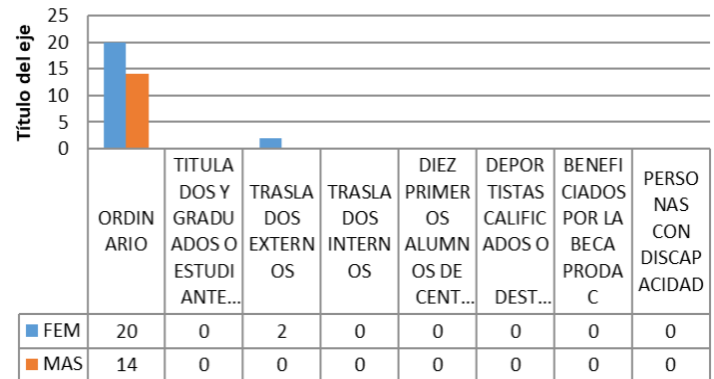 Título del eje
25
20
15
10
5
0
ORDIN
ARIO
TITULA
DOS Y
GRADU
ADOS O
ESTUDI
ANTE...
TRASLA
DOS
EXTERN
OS
TRASLA
DOS
INTERN
OS
DIEZ
PRIMER
OS
ALUMN
OS DE
CENT...
DEPOR
TISTAS
CALIFIC
ADOS O
DEST...
BENEFI
CIADOS
POR LA
BECA
PRODA
C
PERSO
NAS
CON
DISCAP
ACIDAD
FEM 20 0 2 0 0 0 0 0
MAS 14 0 0 0 0 0 0 0